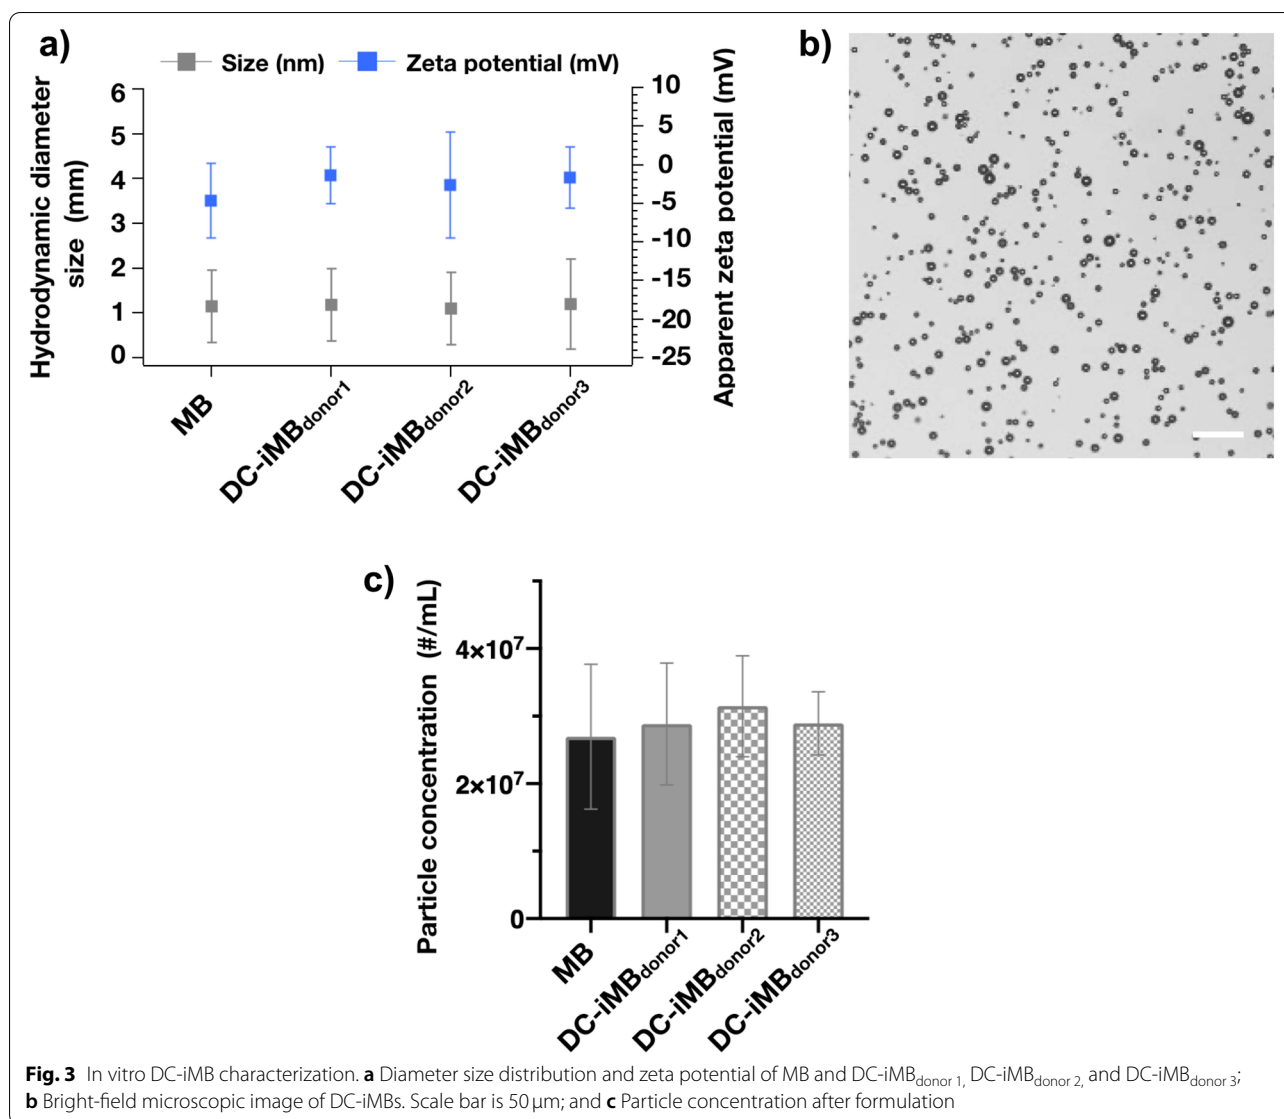 a)
Size (nm) Zeta potential (mV)
Hydrodynamic diameter
size (mm)
6
5
4
3
2
1
0
10
5
0
-5
-10
-15
-20
-25
Apparent zeta potential (mV)
MB
DC-iMBdonor1
DC-iMBdonor2
DC-iMBdonor3
b)
c)
Particle concentration (#/mL)
4×10⁷
2×10⁷
0
MB
DC-iMBdonor1
DC-iMBdonor2
DC-iMBdonor3
Fig. 3 In vitro DC-iMB characterization. a Diameter size distribution and zeta potential of MB and DC-iMBdonor 1, DC-iMBdonor 2, and DC-iMBdonor 3;
b Bright-field microscopic image of DC-iMBs. Scale bar is 50 μm; and c Particle concentration after formulation